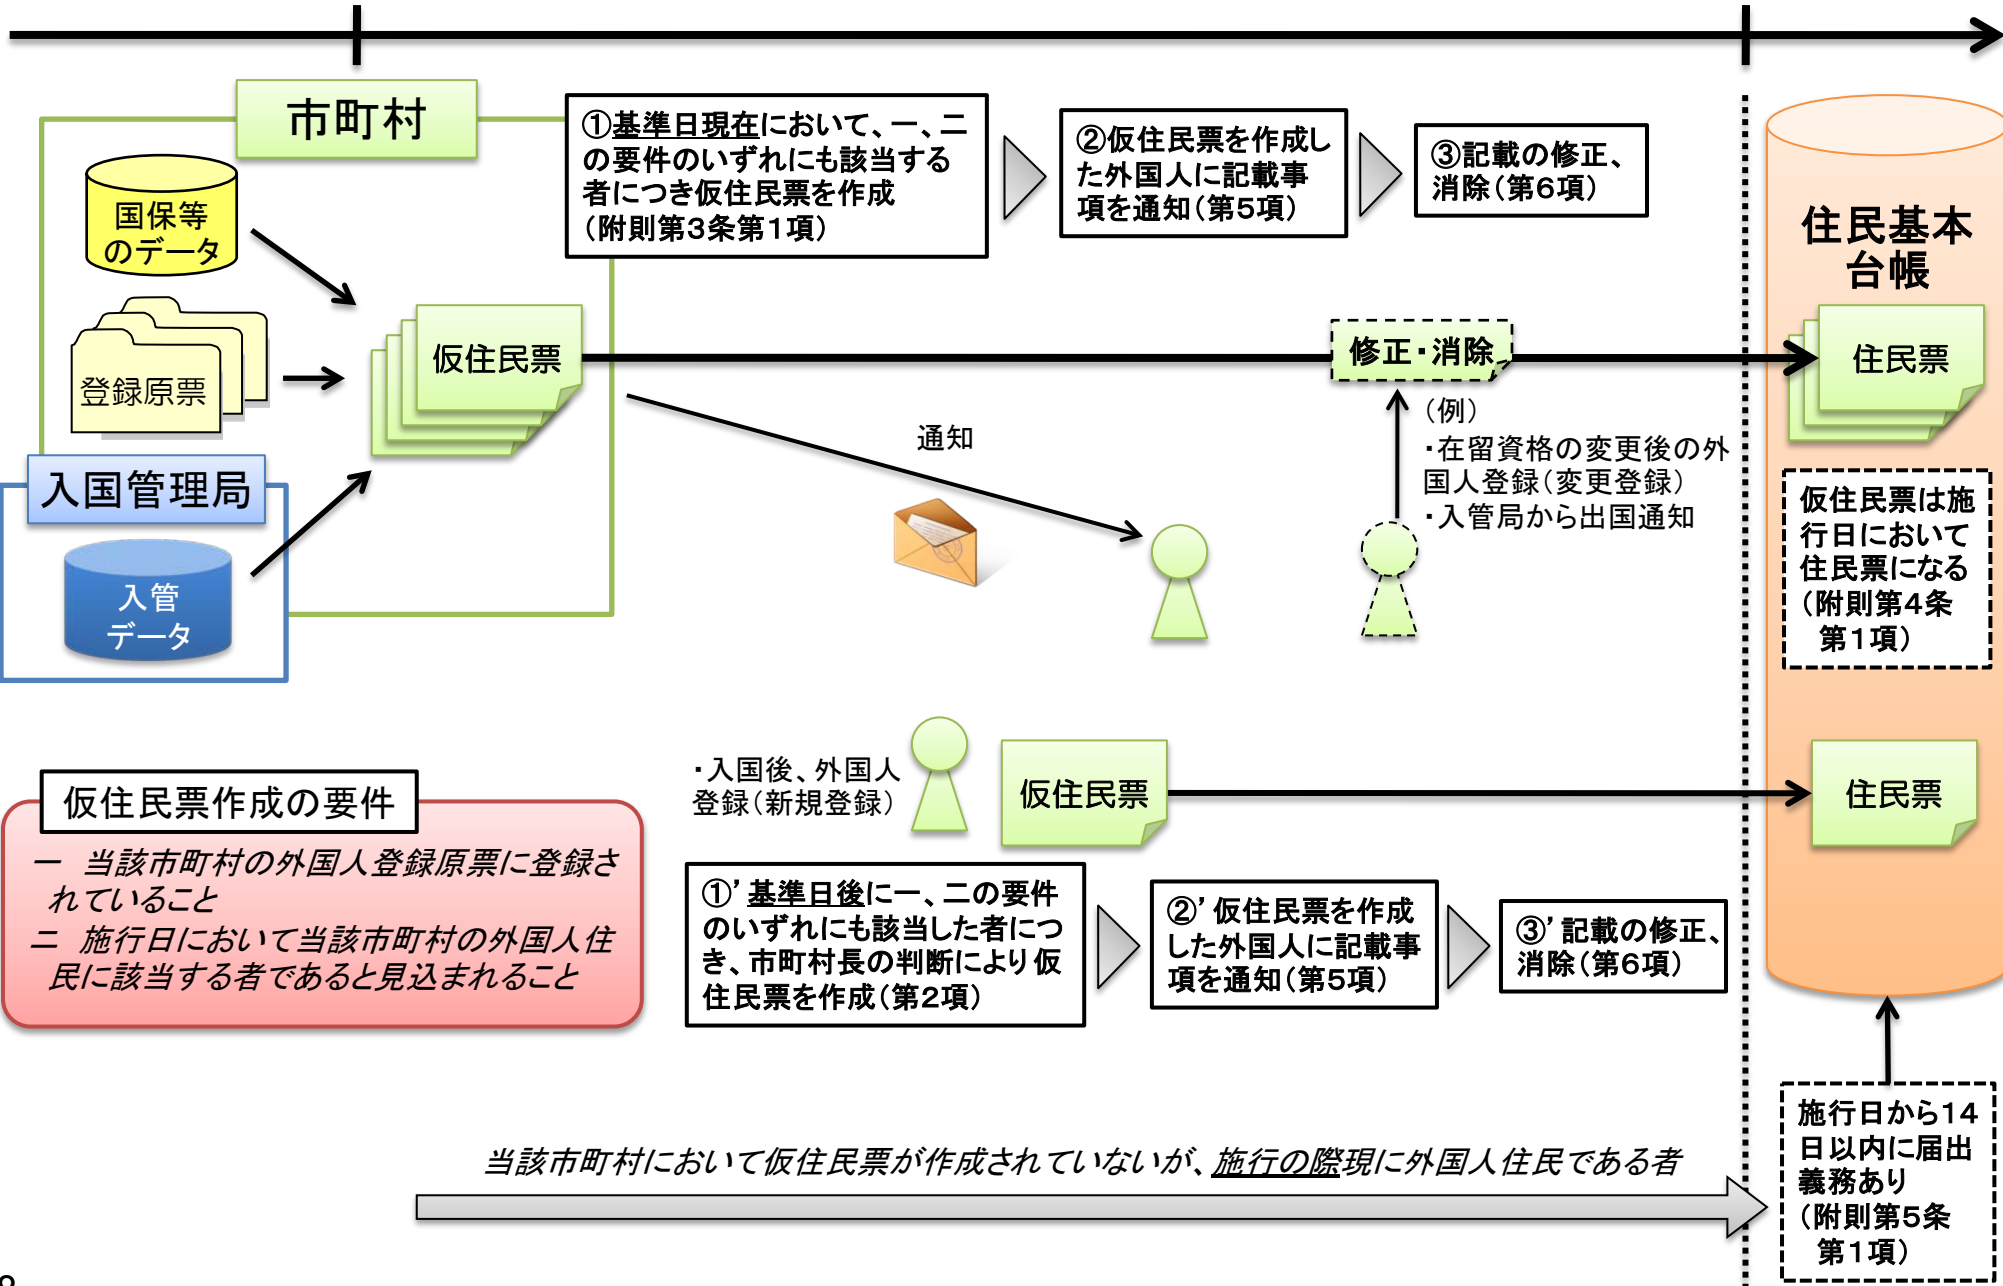 市町村
国保等
のデータ
登録原票
仮住民票
入国管理局
入管
データ
①基準日現在において、一、二
の要件のいずれにも該当する
者につき仮住民票を作成
（附則第３条第１項）
②仮住民票を作成し
た外国人に記載事
項を通知（第５項）
③記載の修正、
消除（第６項）
住民基本
台帳
修正・消除
住民票
通知
（例）
・在留資格の変更後の外
国人登録（変更登録）
・入管局から出国通知
仮住民票は施
行日において
住民票になる
（附則第４条
第１項）
仮住民票作成の要件
一　当該市町村の外国人登録原票に登録さ
れていること
二　施行日において当該市町村の外国人住
民に該当する者であると見込まれること
・入国後、外国人
登録（新規登録）
仮住民票
住民票
①’基準日後に一、二の要件
のいずれにも該当した者につ
き、市町村長の判断により仮
住民票を作成（第２項）
②’仮住民票を作成
した外国人に記載事
項を通知（第５項）
③’記載の修正、
消除（第６項）
当該市町村において仮住民票が作成されていないが、施行の際現に外国人住民である者
施行日から１４
日以内に届出
義務あり
（附則第５条
第１項）